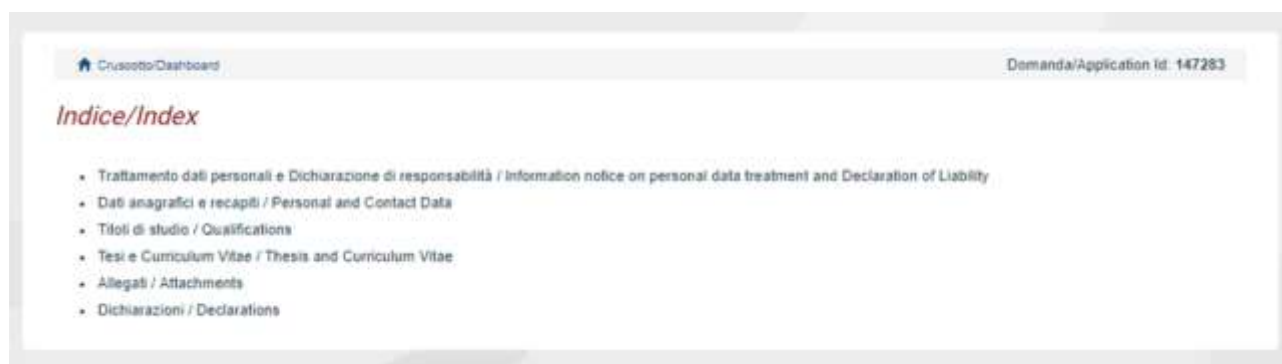 Cruscotto/Dashboard
Domanda/Application Id: 147283
Indice/Index
Trattamento dati personali e Dichiarazione di responsabilità / Information notice on personal data treatment and Declaration of Liability
Dati anagrafici e recapiti / Personal and Contact Data
Titoli di studio / Qualifications
Tesi e Curriculum Vitae / Thesis and Curriculum Vitae
Allegati / Attachments
Dichiarazioni / Declarations